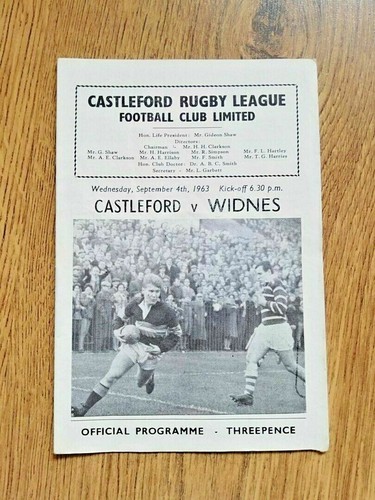 CASTLEFORD RUGBY LEAGUE
FOOTBALL CLUB LIMITED
Hon. Life President: Mr. Gideon Shaw
Directors:
Chairman - Mr. H. H. Clarkson
Mr. G. Shaw Mr. H. Harrison Mr. R. Simpson Mr. F. L. Hartley
Mr. A. E. Clarkson Mr. A. E. Ellaby Mr. F. Smith Mr. T. G. Harries
Hon. Club Doctor: Dr. A. B. C. Smith
Secretary - Mr. L. Garbett
Wednesday, September 4th, 1963 Kick-off 6.30 p.m.
CASTLEFORD v WIDNES
OFFICIAL PROGRAMME - THREEPENCE